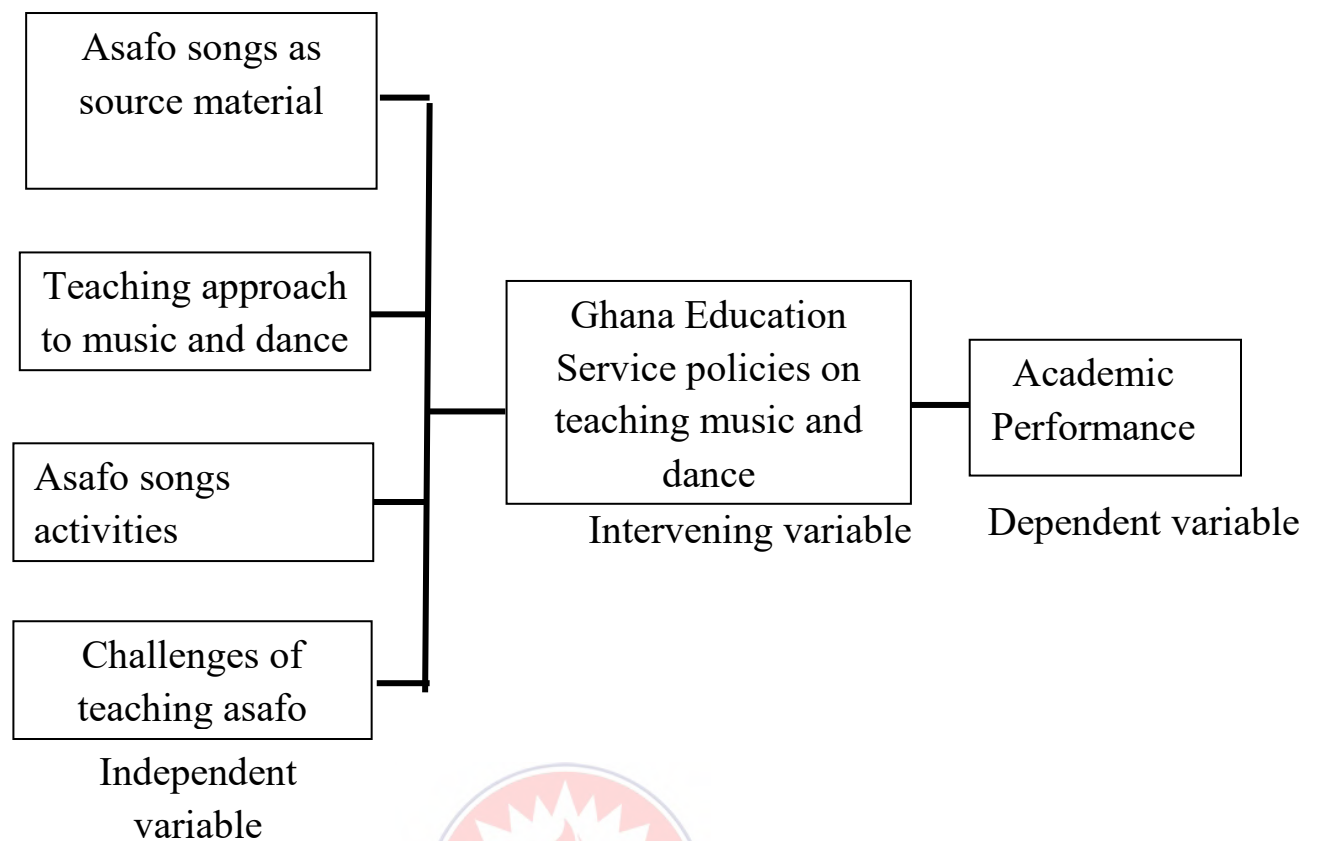 Asafo songs as
source material
Teaching approach
to music and dance
Asafo songs
activities
Challenges of
teaching asafo
Independent
variable
Ghana Education
Service policies on
teaching music and
dance
Intervening variable
Academic
Performance
Dependent variable